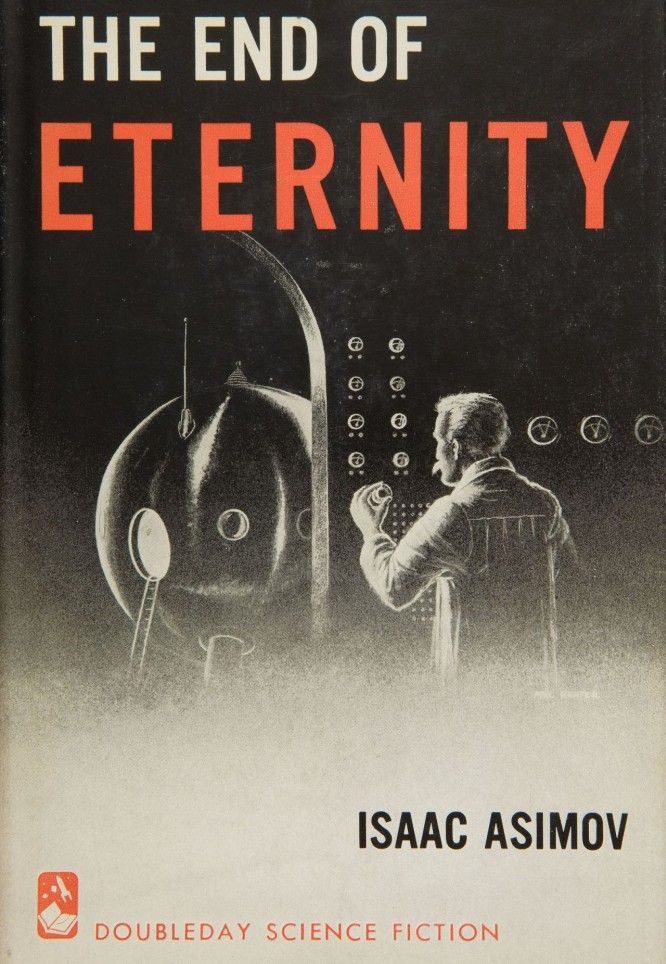 THE END OF
ETERNITY
ISAAC ASIMOV
DOUBLEDAY SCIENCE FICTION